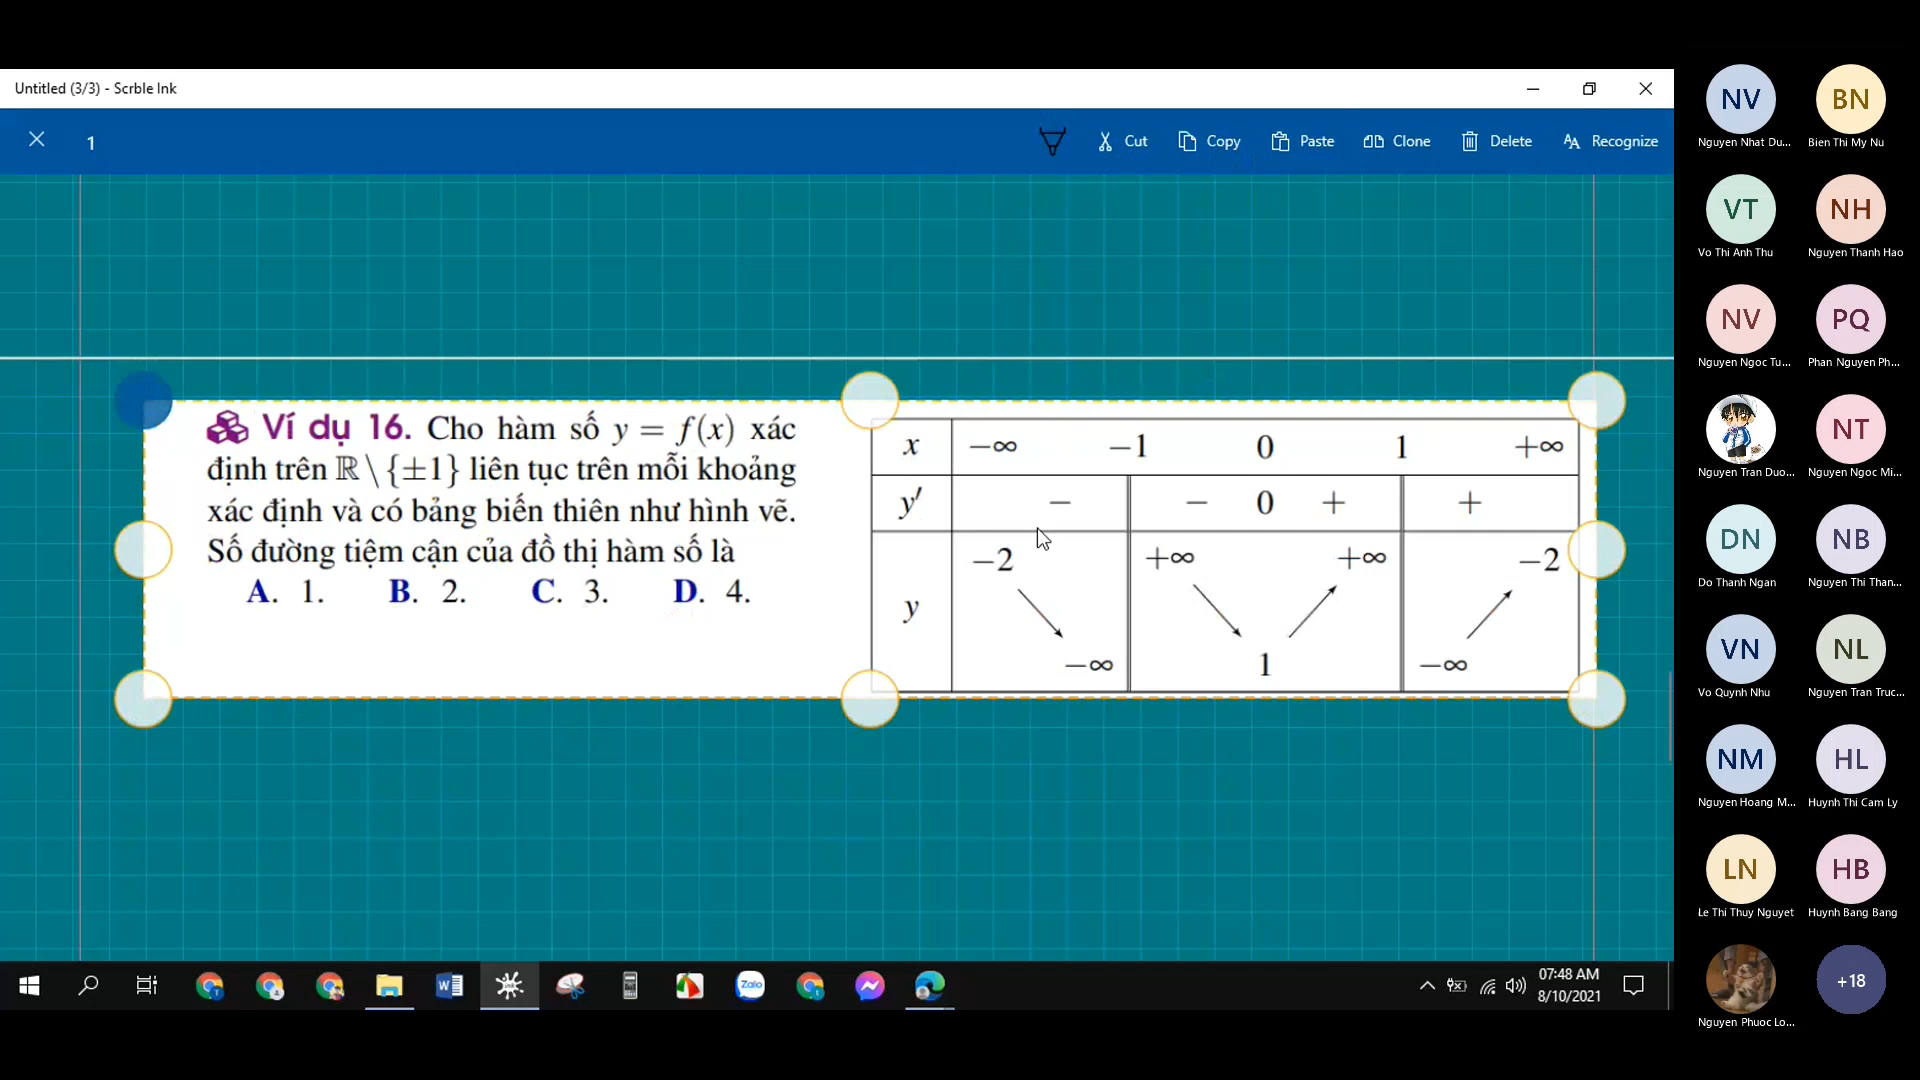 Untitled (3/3) - Scrble Ink
1
Cut
Copy
Paste
Clone
Delete
Recognize
Ví dụ 16. Cho hàm số y = f(x) xác
định trên ℝ\{±1} liên tục trên mỗi khoảng
xác định và có bảng biến thiên như hình vẽ.
Số đường tiệm cận của đồ thị hàm số là
A. 1. B. 2. C. 3. D. 4.
x −∞ −1 0 1 +∞
y′ − − 0 + +
−2 +∞ +∞ −2
y
−∞ 1 −∞
NV BN
Nguyen Nhat Du... Bien Thi My Nu
VT NH
Vo Thi Anh Thu Nguyen Thanh Hao
NV PQ
Nguyen Ngoc Tu... Phan Nguyen Ph...
NT
Nguyen Tran Duo... Nguyen Ngoc Mi...
DN NB
Do Thanh Ngan Nguyen Thi Than...
VN NL
Vo Quynh Nhu Nguyen Tran Truc...
NM HL
Nguyen Hoang M... Huynh Thi Cam Ly
LN HB
Le Thi Thuy Nguyet Huynh Bang Bang
+18
Nguyen Phuoc Lo...
Zalo
07:48 AM
8/10/2021